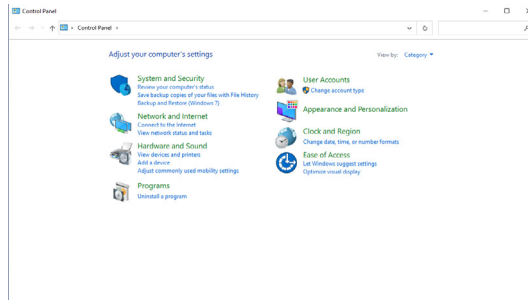 Control Panel
Control Panel
Adjust your computer's settings
View by: Category
System and Security
Review your computer's status
Save backup copies of your files with File History
Backup and Restore (Windows 7)
Network and Internet
Connect to the Internet
View network status and tasks
Hardware and Sound
View devices and printers
Add a device
Adjust commonly used mobility settings
Programs
Uninstall a program
User Accounts
Change account type
Appearance and Personalization
Clock and Region
Change date, time, or number formats
Ease of Access
Let Windows suggest settings
Optimize visual display